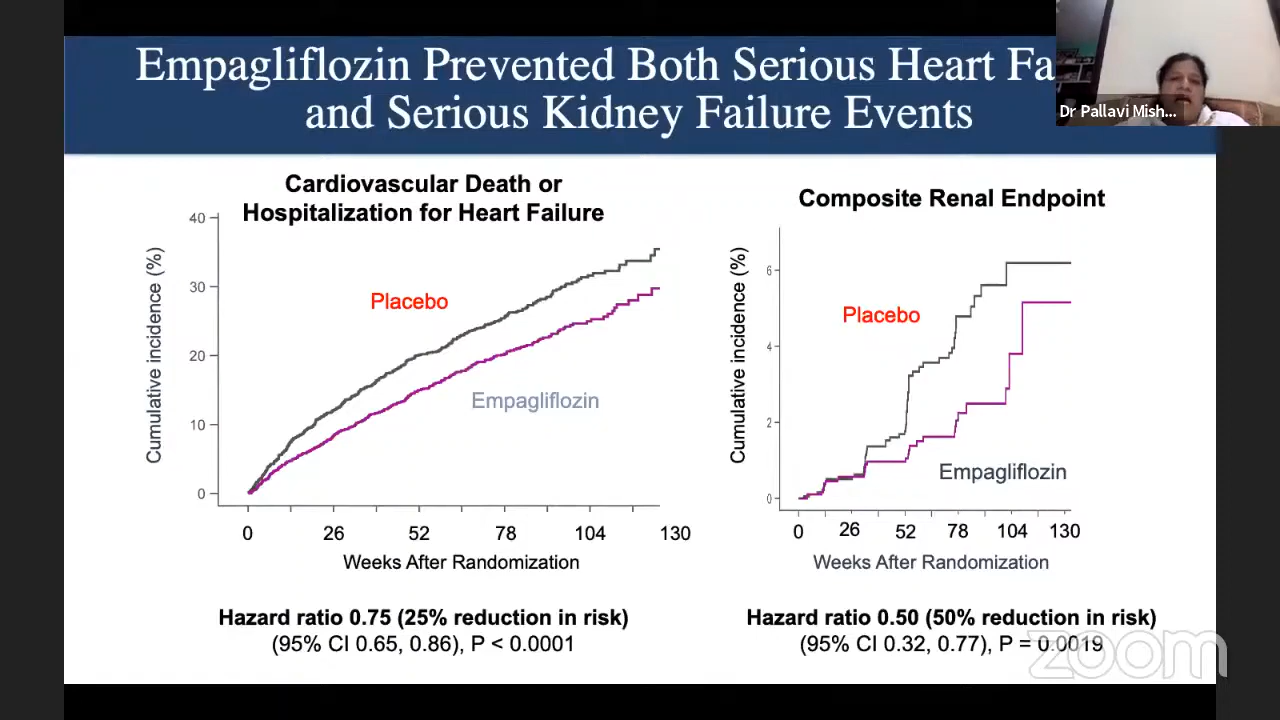 Empagliflozin Prevented Both Serious Heart Fa
and Serious Kidney Failure Events
Dr Pallavi Mish...
Cardiovascular Death or
Hospitalization for Heart Failure
Cumulative incidence (%)
40
30
20
10
0
Placebo
Empagliflozin
0 26 52 78 104 130
Weeks After Randomization
Hazard ratio 0.75 (25% reduction in risk)
(95% CI 0.65, 0.86), P < 0.0001
Composite Renal Endpoint
Cumulative incidence (%)
6
4
2
0
Placebo
Empagliflozin
0 26 52 78 104 130
Weeks After Randomization
Hazard ratio 0.50 (50% reduction in risk)
(95% CI 0.32, 0.77), P = 0.0019
zoom